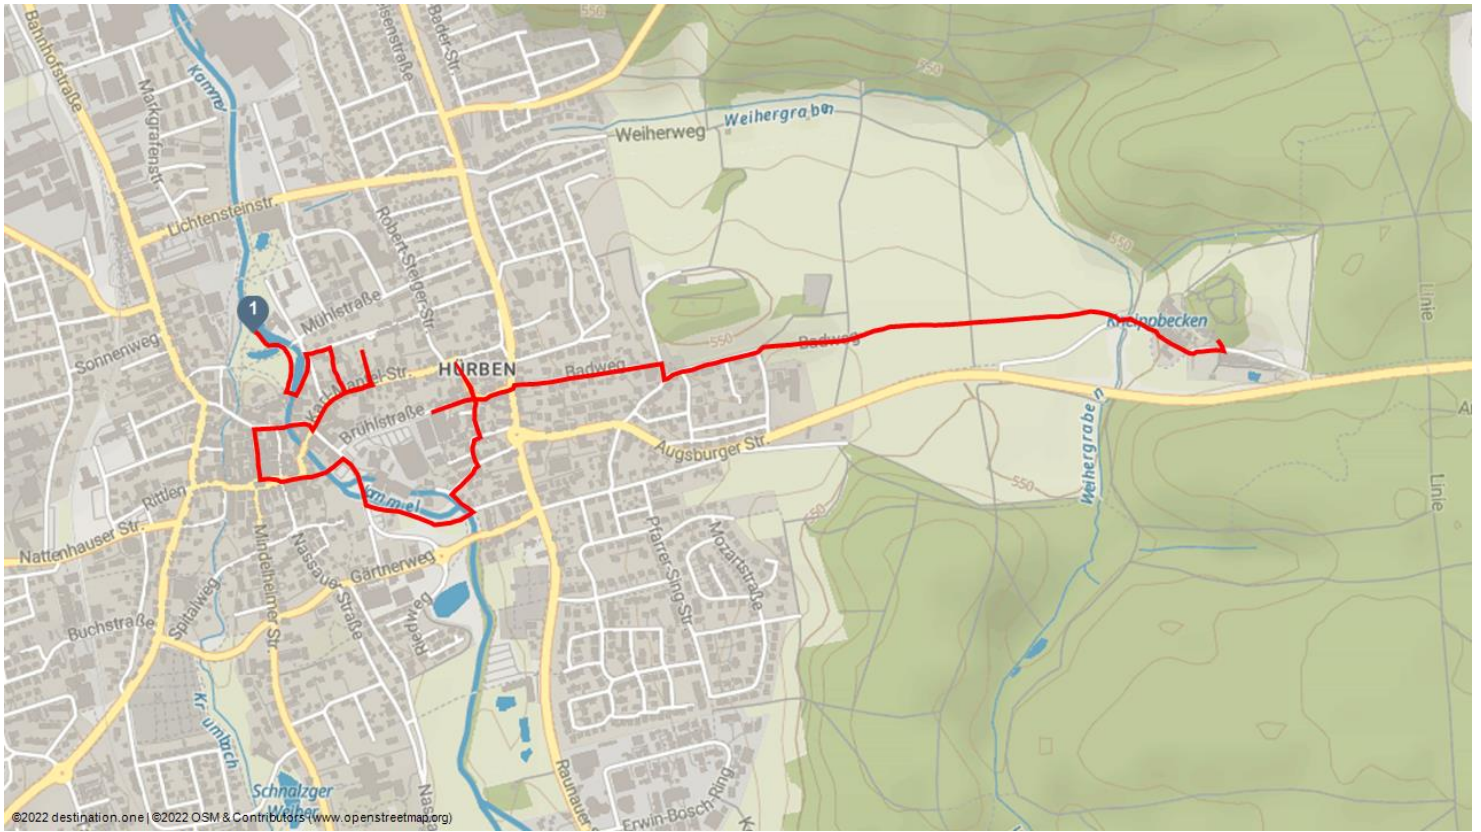 Bahnhofstraße
Kammel
Markgrafenstr.
Bader-Str.
550
550
Weihergraben
Weiherweg
Lichtensteinstr.
Robert-Steiger-Str.
550
Linie
1
Mühlstraße
Kneippbecken
Sonnenweg
550
Badweg
HÜRBEN
Badweg
Karl-Mantel-Str.
Brühlstraße
Augsburger Str.
Weihergraben
Linie
550
Rittlen
Kammel
550
Nattenhauser Str.
Mindelheimer Str.
Nassauer Straße
Pfarrer-Sing-Str.
Mozartstraße
Gärtnerweg
Spitalweg
Riedweg
Buchstraße
Krumbach
Schnalzger
Weiher
Raunauer
Erwin-Bosch-Ring
©2022 destination.one | ©2022 OSM & Contributors (www.openstreetmap.org)